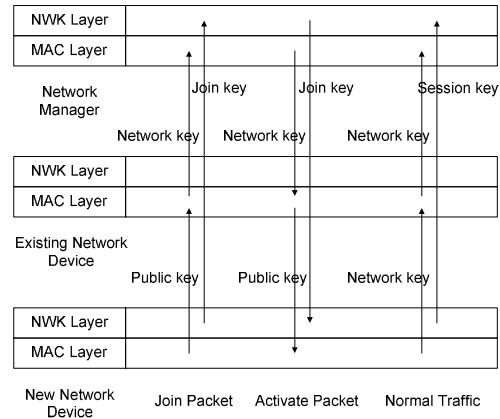 NWK Layer
MAC Layer
Network
Manager
Join key
Join key
Session key
Network key
Network key
Network key
NWK Layer
MAC Layer
Existing Network
Device
Public key
Public key
Network key
NWK Layer
MAC Layer
New Network
Device
Join Packet
Activate Packet
Normal Traffic